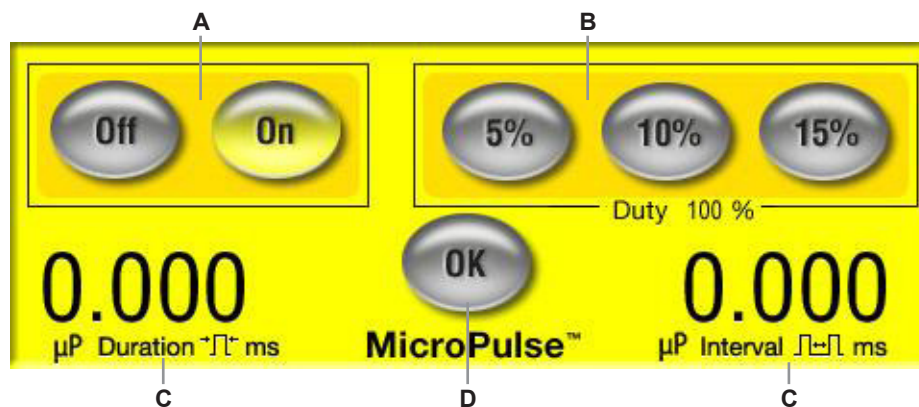 A B
Off On 5% 10% 15%
Duty 100 %
OK
0.000 0.000
µP Duration ms MicroPulse™ µP Interval ms
C D C